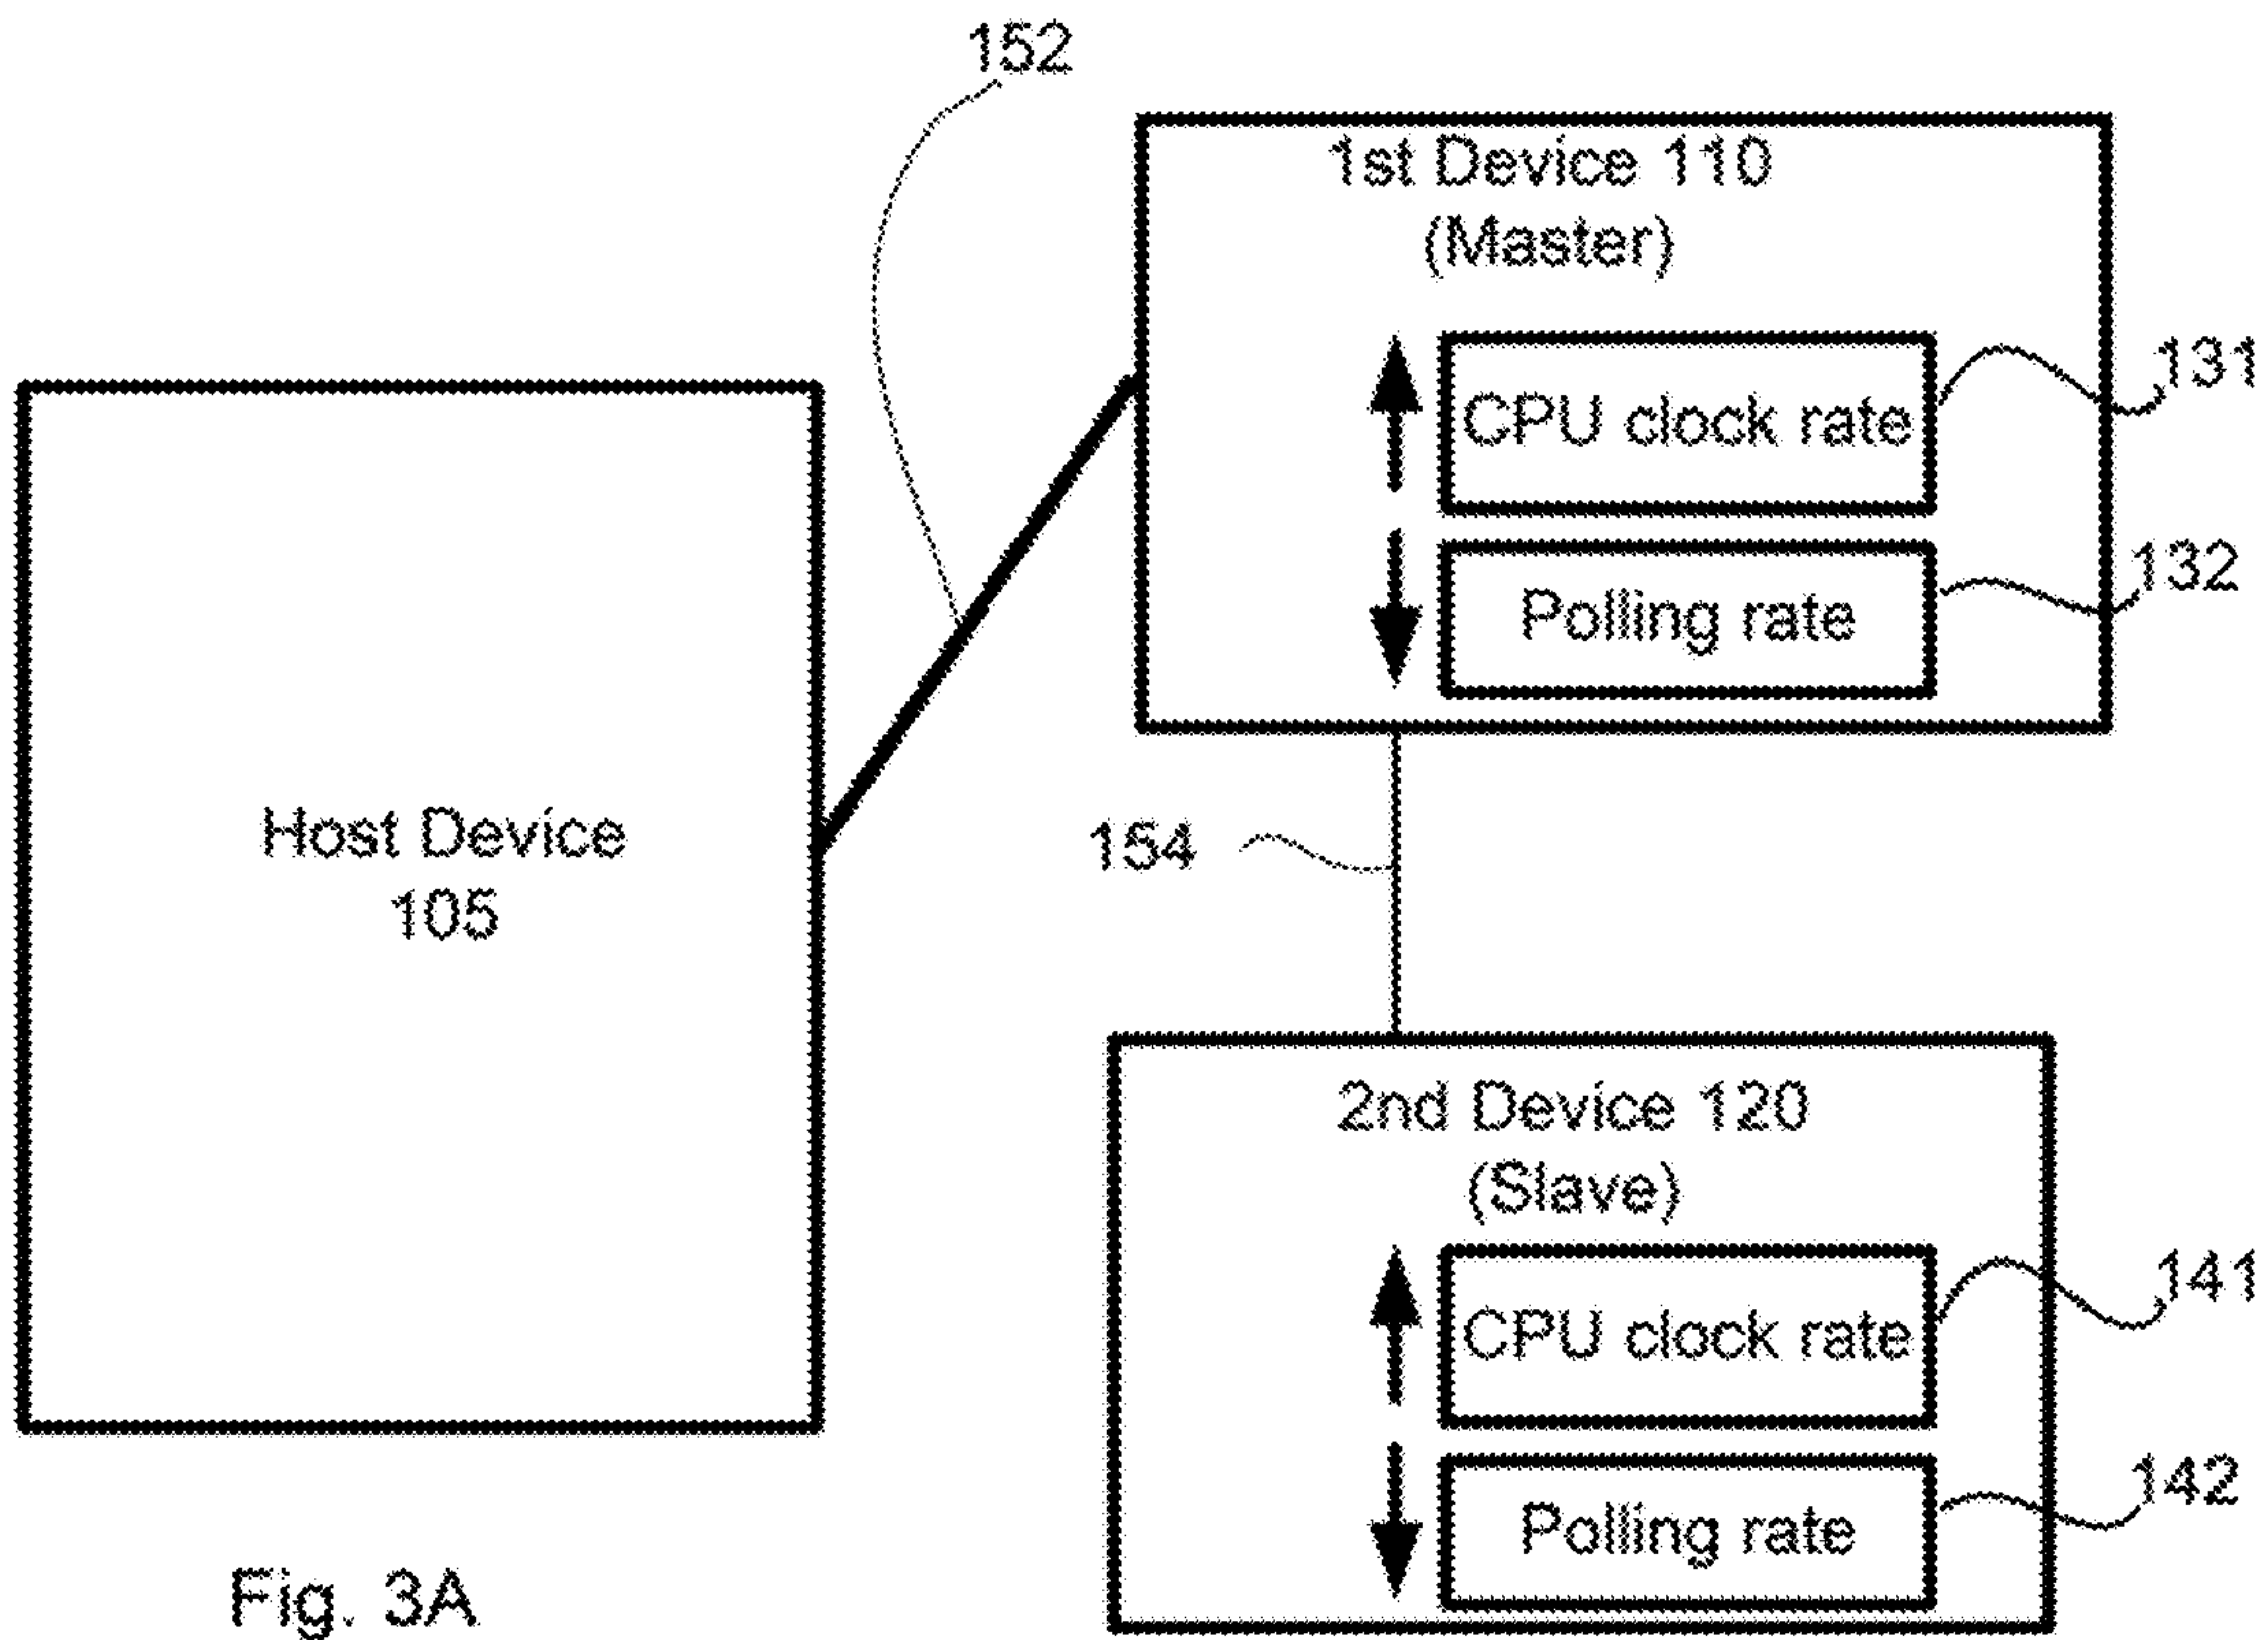 152
1st Device 110
(Master)
CPU clock rate
131
Polling rate
132
Host Device
105
154
2nd Device 120
(Slave)
CPU clock rate
141
Polling rate
142
Fig. 3A